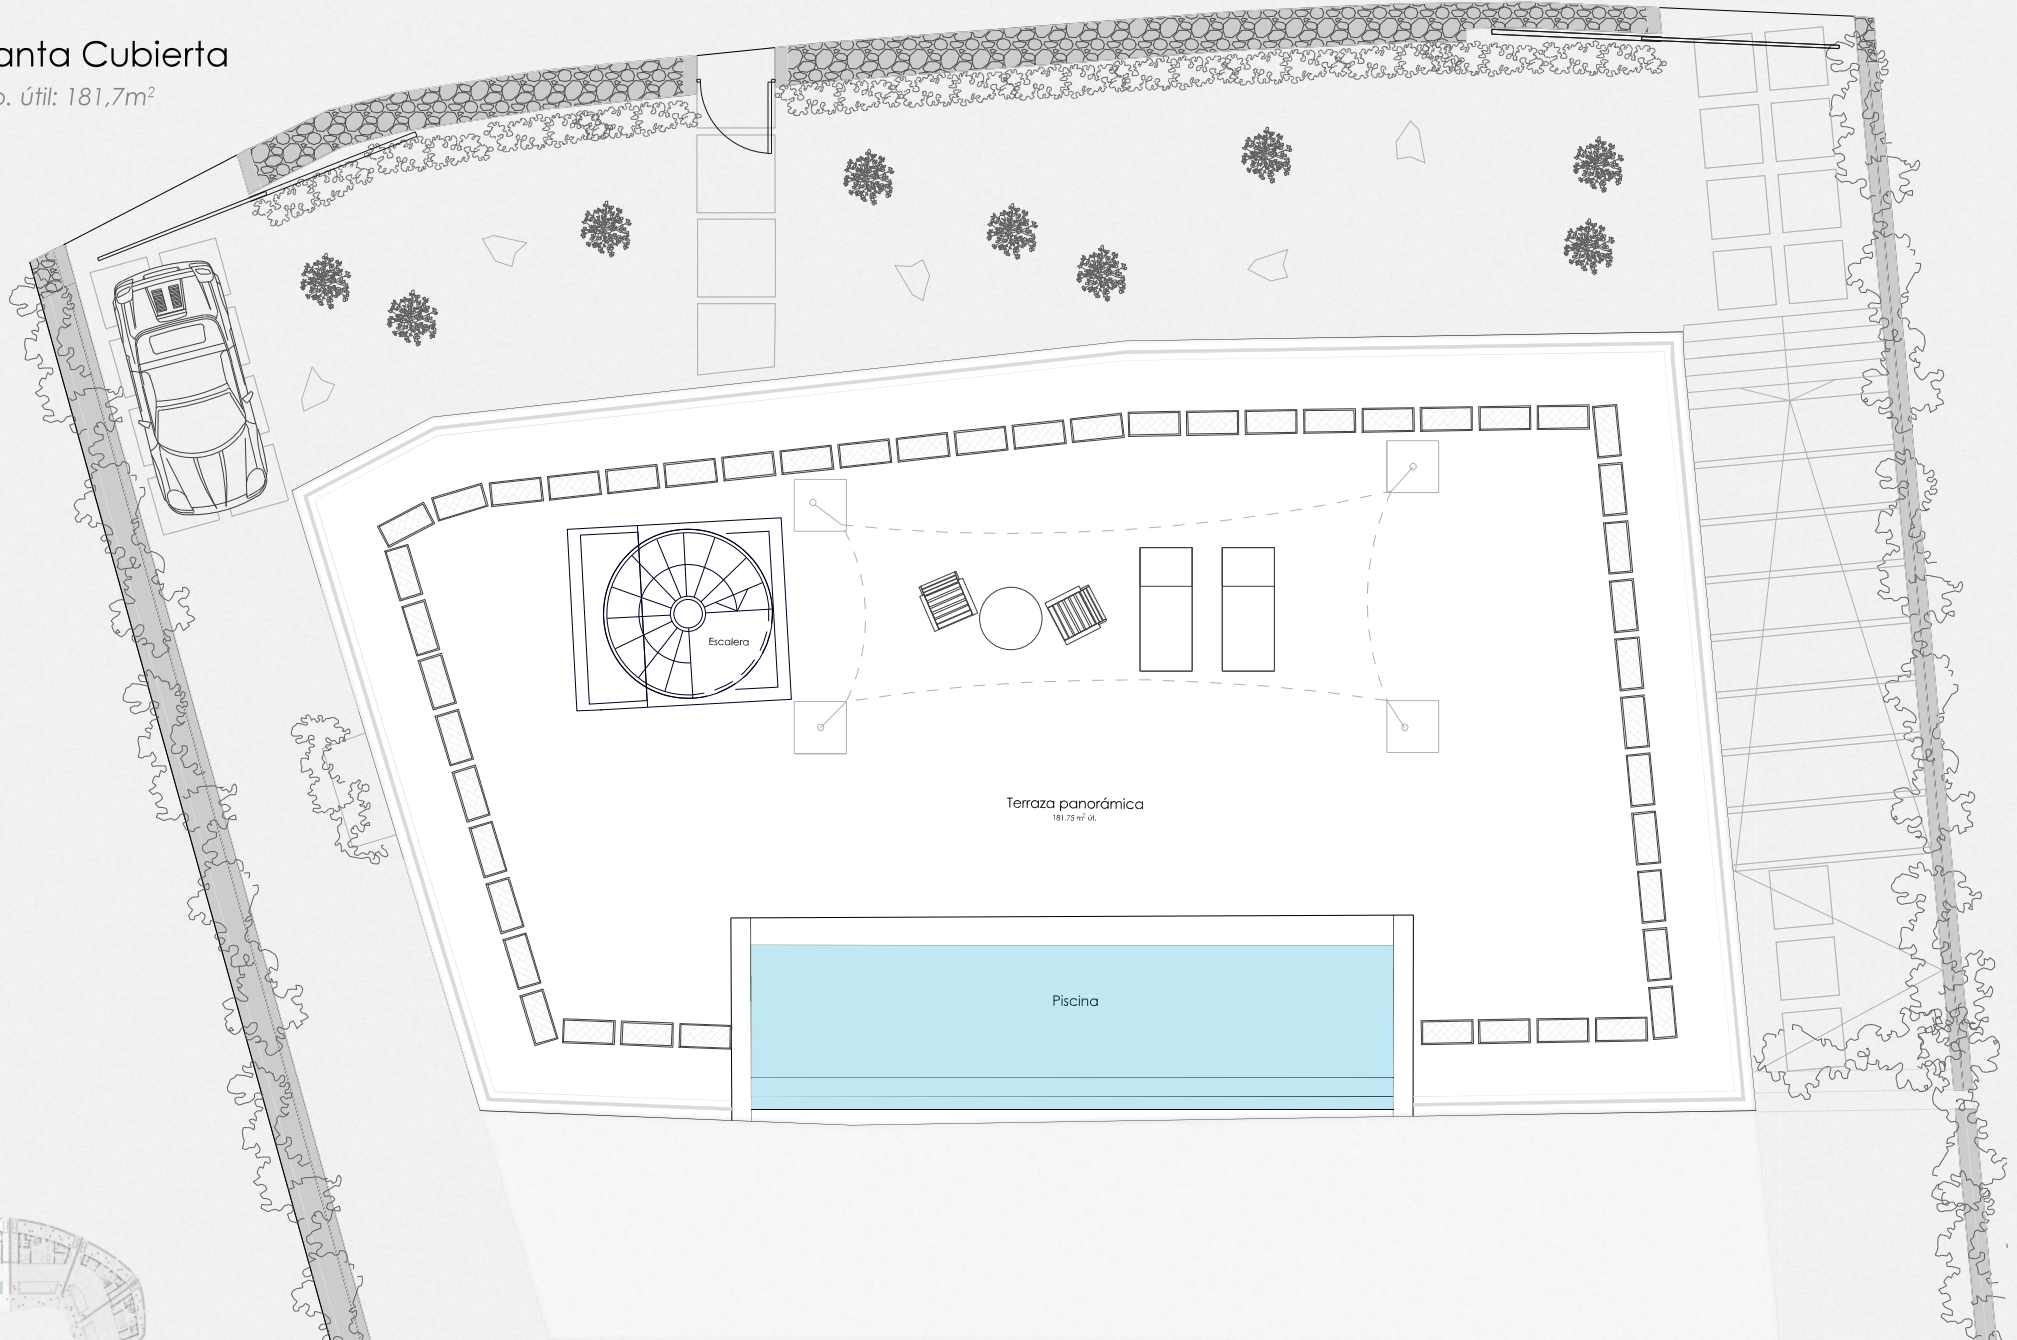 anta Cubierta
o. útil: 181,7m²
Escalera
Terraza panorámica
181,75 m² út.
Piscina